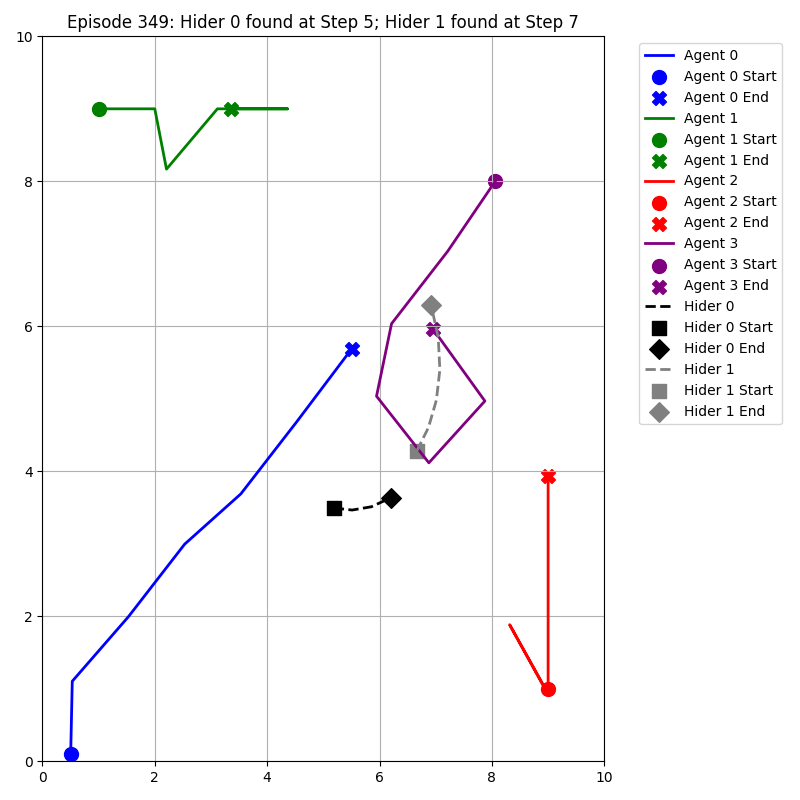 Episode 349: Hider 0 found at Step 5; Hider 1 found at Step 7
10
8
6
4
2
0
0 2 4 6 8 10
Agent 0
Agent 0 Start
Agent 0 End
Agent 1
Agent 1 Start
Agent 1 End
Agent 2
Agent 2 Start
Agent 2 End
Agent 3
Agent 3 Start
Agent 3 End
Hider 0
Hider 0 Start
Hider 0 End
Hider 1
Hider 1 Start
Hider 1 End